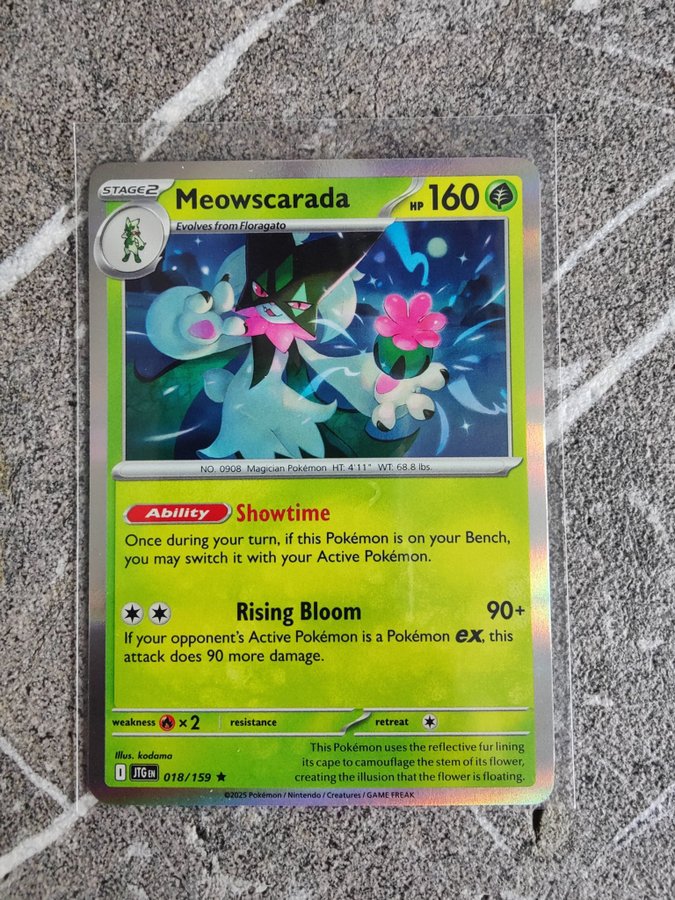 STAGE2 Meowscarada HP 160
Evolves from Floragato
NO. 0908 Magician Pokémon HT: 4'11" WT: 68.8 lbs.
Ability Showtime
Once during your turn, if this Pokémon is on your Bench,
you may switch it with your Active Pokémon.
Rising Bloom 90+
If your opponent's Active Pokémon is a Pokémon ex, this
attack does 90 more damage.
weakness ×2 resistance retreat
Illus. kodama
This Pokémon uses the reflective fur lining
its cape to camouflage the stem of its flower,
creating the illusion that the flower is floating.
I JTG EN 018/159 ★
©2025 Pokémon / Nintendo / Creatures / GAME FREAK